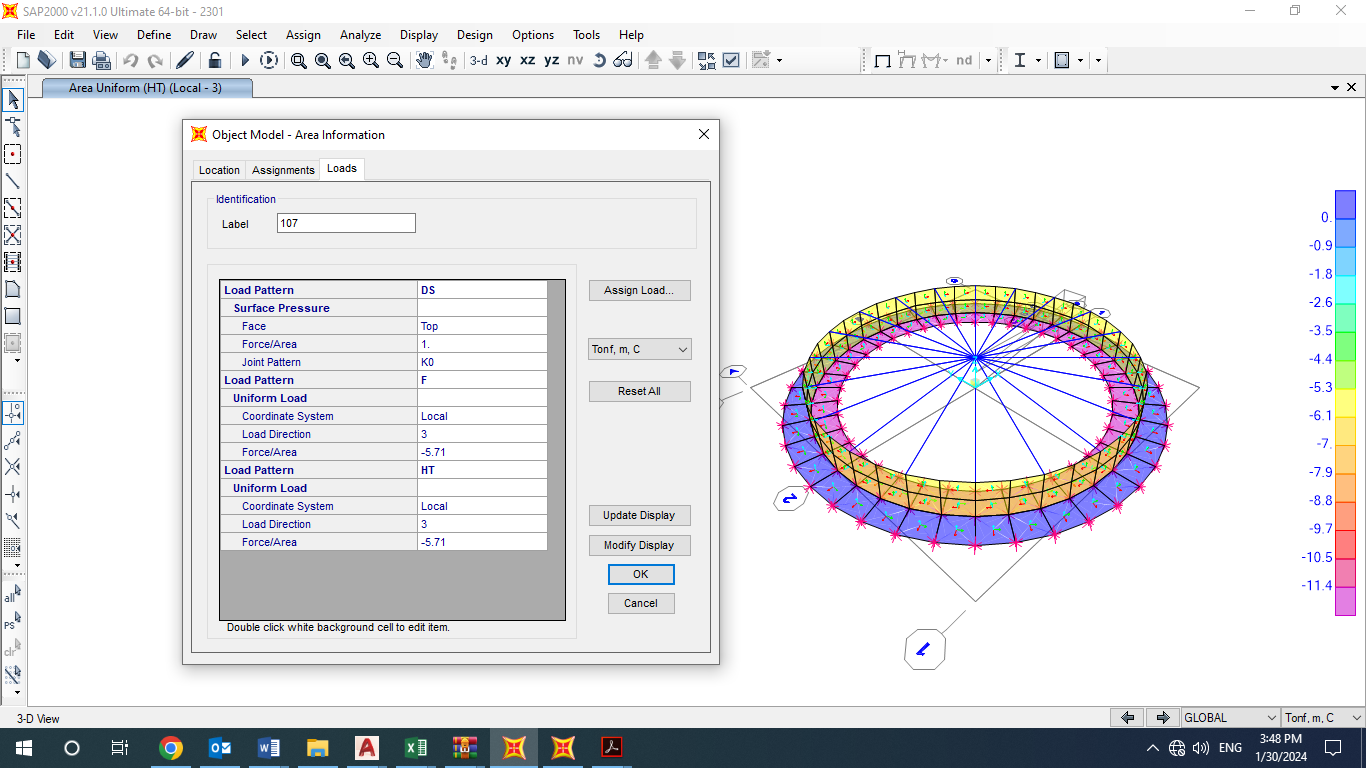 SAP2000 v21.1.0 Ultimate 64-bit - 2301
File Edit View Define Draw Select Assign Analyze Display Design Options Tools Help
3-d xy xz yz nv nd
Area Uniform (HT) (Local - 3)
Object Model - Area Information
Location Assignments Loads
Identification
Label 107
Load Pattern DS
Surface Pressure
Face Top
Force/Area 1.
Joint Pattern K0
Load Pattern F
Uniform Load
Coordinate System Local
Load Direction 3
Force/Area -5.71
Load Pattern HT
Uniform Load
Coordinate System Local
Load Direction 3
Force/Area -5.71
Double click white background cell to edit item.
Assign Load...
Tonf, m, C
Reset All
Update Display
Modify Display
OK
Cancel
0.
-0.9
-1.8
-2.6
-3.5
-4.4
-5.3
-6.1
-7.
-7.9
-8.8
-9.7
-10.5
-11.4
2
1
all
PS
clr
3-D View
GLOBAL
Tonf, m, C
ENG
3:48 PM
1/30/2024